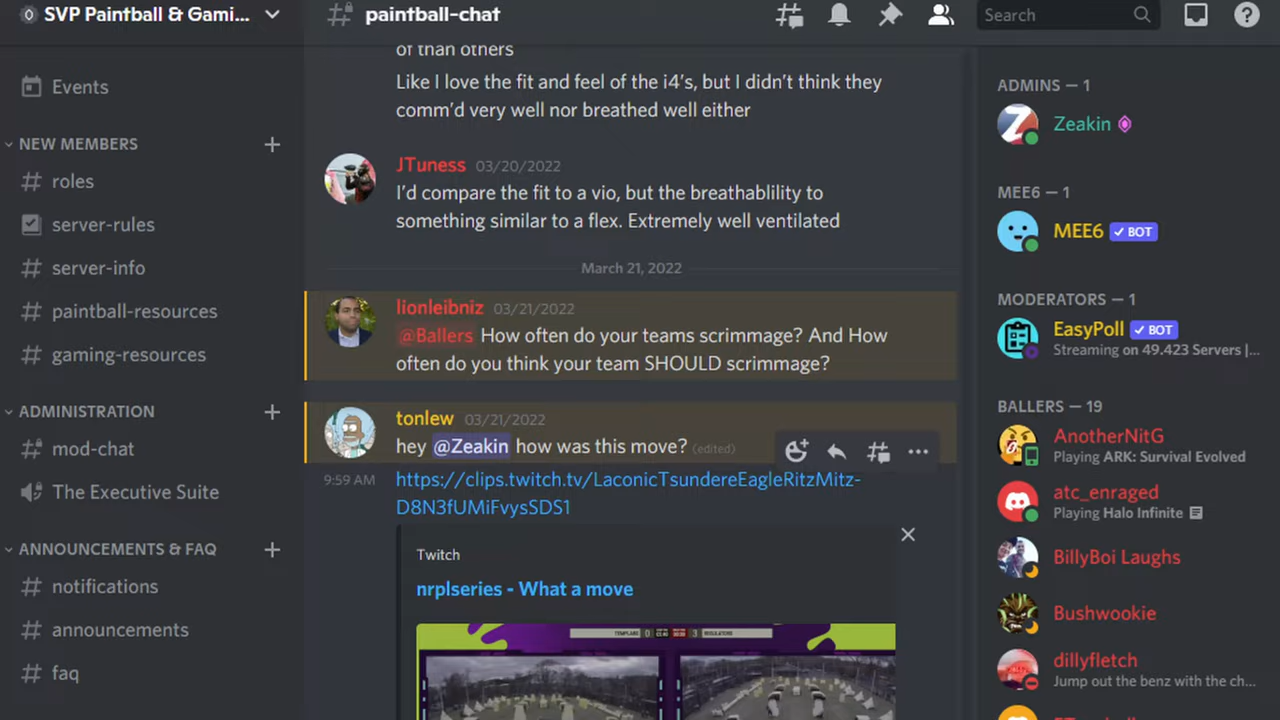 SVP Paintball & Gami...
Events
NEW MEMBERS
roles
server-rules
server-info
paintball-resources
gaming-resources
ADMINISTRATION
mod-chat
The Executive Suite
ANNOUNCEMENTS & FAQ
notifications
announcements
faq
paintball-chat
Search
of than others
Like I love the fit and feel of the i4's, but I didn't think they
comm'd very well nor breathed well either
JTuness 03/20/2022
I'd compare the fit to a vio, but the breathablility to
something similar to a flex. Extremely well ventilated
March 21, 2022
lionleibniz 03/21/2022
@Ballers How often do your teams scrimmage? And How
often do you think your team SHOULD scrimmage?
tonlew 03/21/2022
hey @Zeakin how was this move? (edited)
9:59 AM https://clips.twitch.tv/LaconicTsundereEagleRitzMitz-
D8N3fUMiFvysSDS1
Twitch
nrplseries - What a move
TEMPLARS 0 3 REGULATORS
ADMINS — 1
Zeakin
MEE6 — 1
MEE6 BOT
MODERATORS — 1
EasyPoll BOT
Streaming on 49.423 Servers |...
BALLERS — 19
AnotherNitG
Playing ARK: Survival Evolved
atc_enraged
Playing Halo Infinite
BillyBoi Laughs
Bushwookie
dillyfletch
Jump out the benz with the ch...